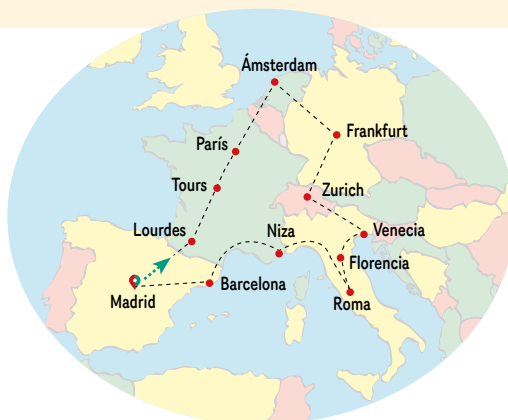 Ámsterdam
Frankfurt
París
Tours
Zurich
Lourdes
Niza
Venecia
Florencia
Barcelona
Madrid
Roma